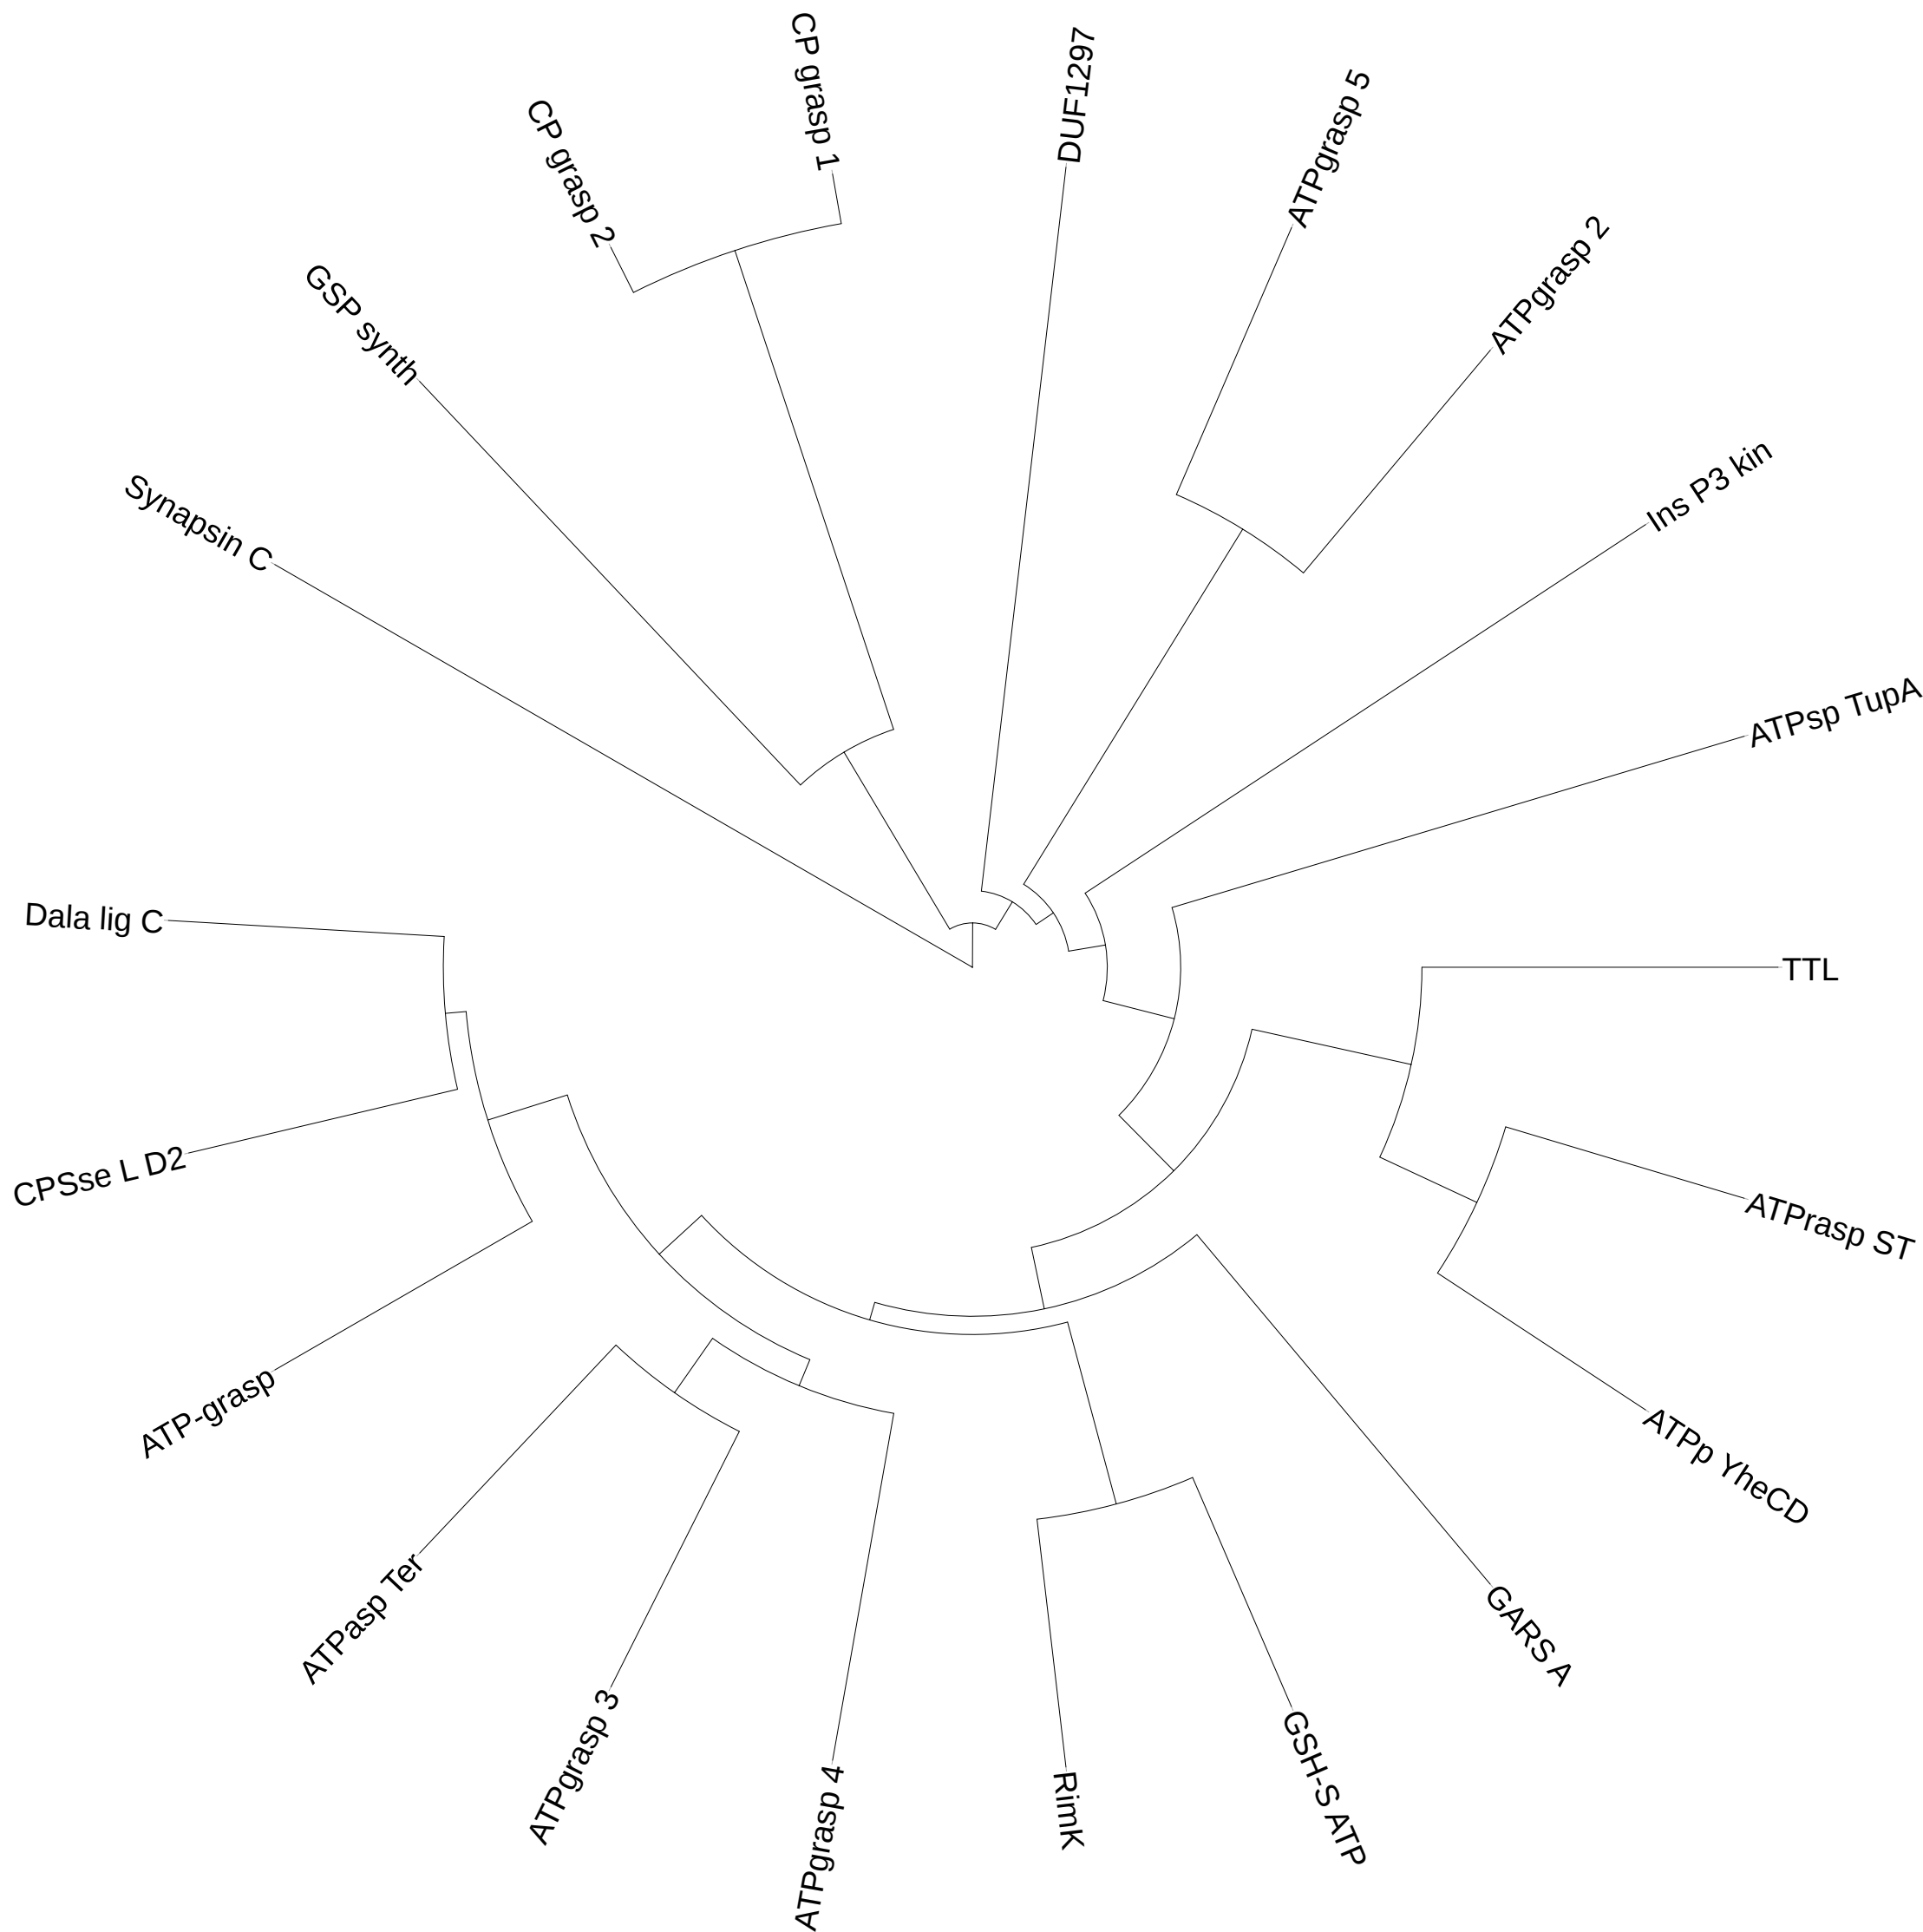 CP grasp 1
DUF1297
ATPgrasp 5
CP grasp 2
ATPgrasp 2
GSP synth
Ins P3 kin
Synapsin C
ATPsp TupA
Dala lig C
TTL
CPSse L D2
ATPrasp ST
ATP-grasp
ATPp YheCD
ATPasp Ter
GARS A
ATPgrasp 3
GSH-S ATP
ATPgrasp 4
RimK